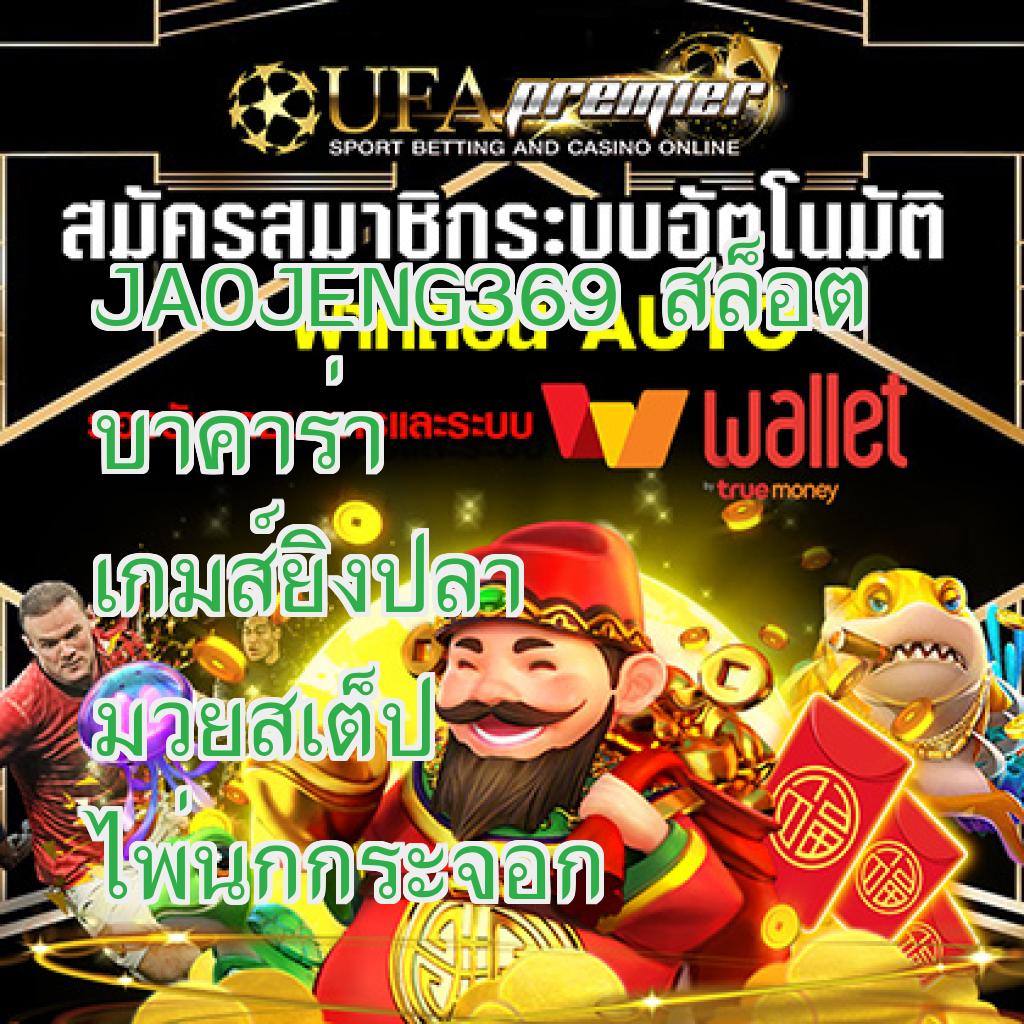 UFA premier
SPORT BETTING AND CASINO ONLINE
สมัครสมาชิกระบบอัตโนมัติ
JAOJENG369 สล็อต
AUTO
บาคาร่า
และระบบ
wallet
by truemoney
เกมส์ยิงปลา
มวยสเต็ป
ไพ่นกกระจอก